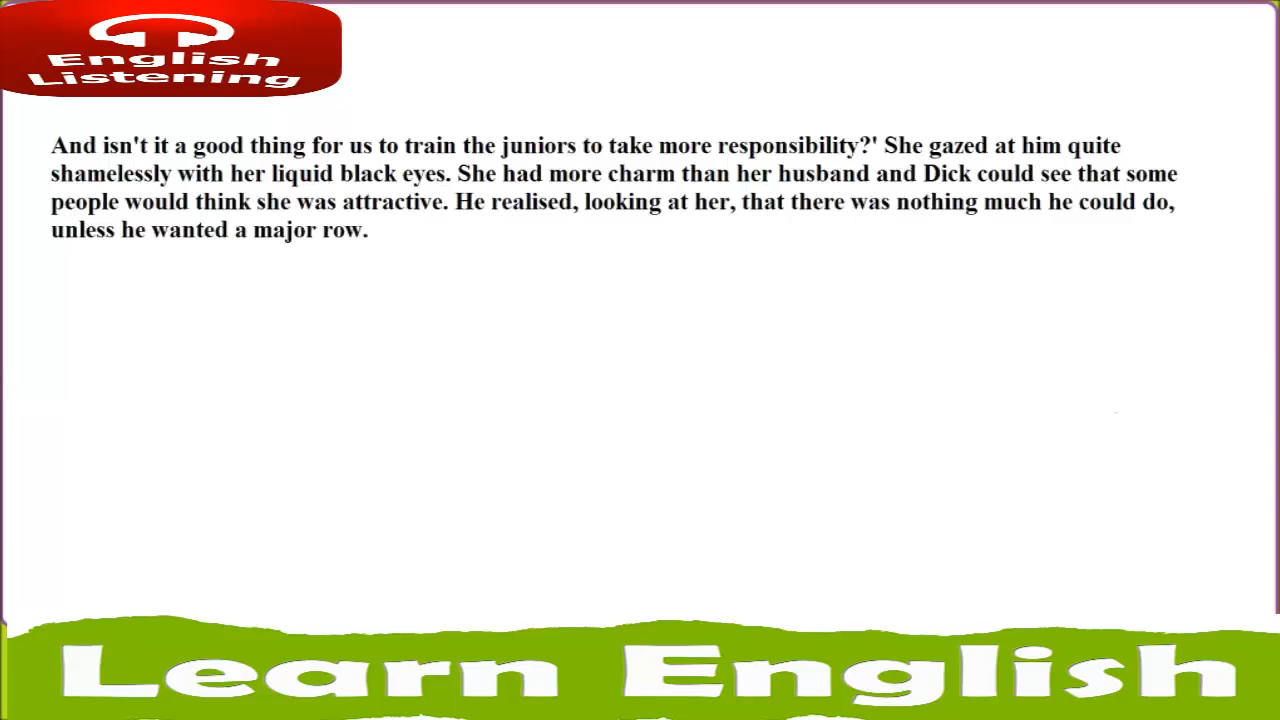 English
Listening
And isn't it a good thing for us to train the juniors to take more responsibility?' She gazed at him quite
shamelessly with her liquid black eyes. She had more charm than her husband and Dick could see that some
people would think she was attractive. He realised, looking at her, that there was nothing much he could do,
unless he wanted a major row.
Learn English